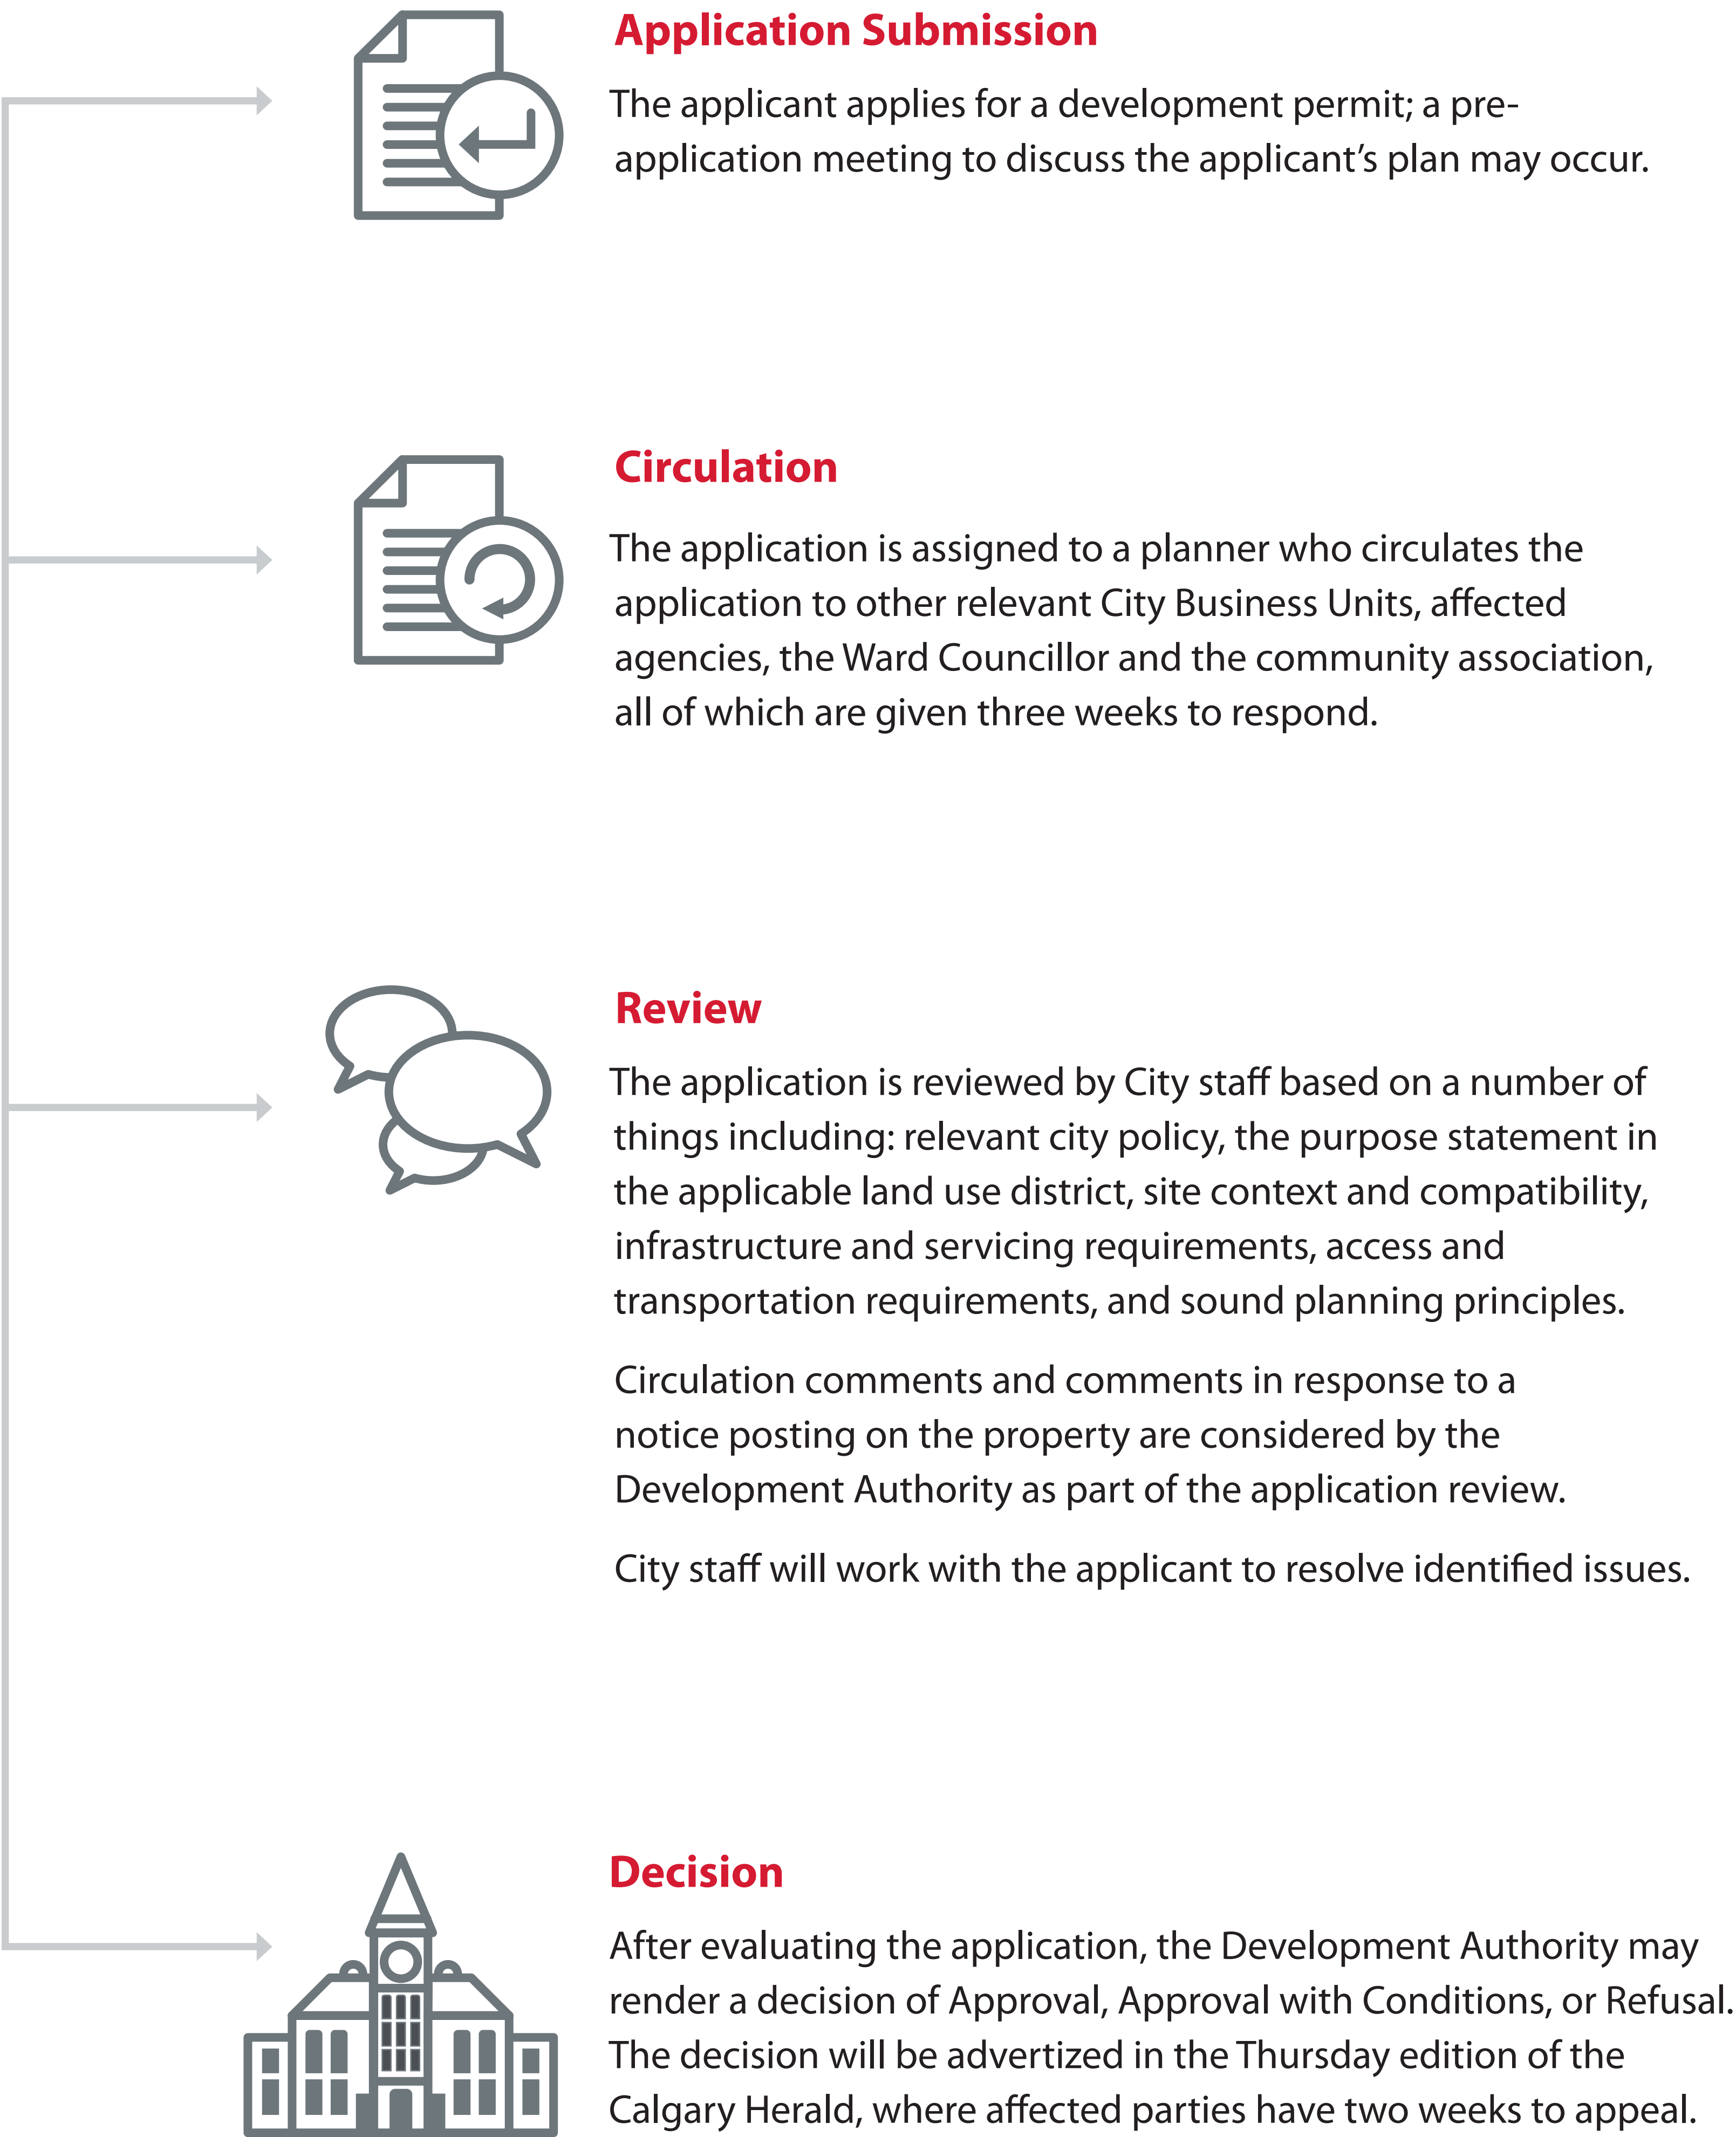 Application Submission
The applicant applies for a development permit; a pre-
application meeting to discuss the applicant’s plan may occur.
Circulation
The application is assigned to a planner who circulates the
application to other relevant City Business Units, affected
agencies, the Ward Councillor and the community association,
all of which are given three weeks to respond.
Review
The application is reviewed by City staff based on a number of
things including: relevant city policy, the purpose statement in
the applicable land use district, site context and compatibility,
infrastructure and servicing requirements, access and
transportation requirements, and sound planning principles.
Circulation comments and comments in response to a
notice posting on the property are considered by the
Development Authority as part of the application review.
City staff will work with the applicant to resolve identified issues.
Decision
After evaluating the application, the Development Authority may
render a decision of Approval, Approval with Conditions, or Refusal.
The decision will be advertized in the Thursday edition of the
Calgary Herald, where affected parties have two weeks to appeal.